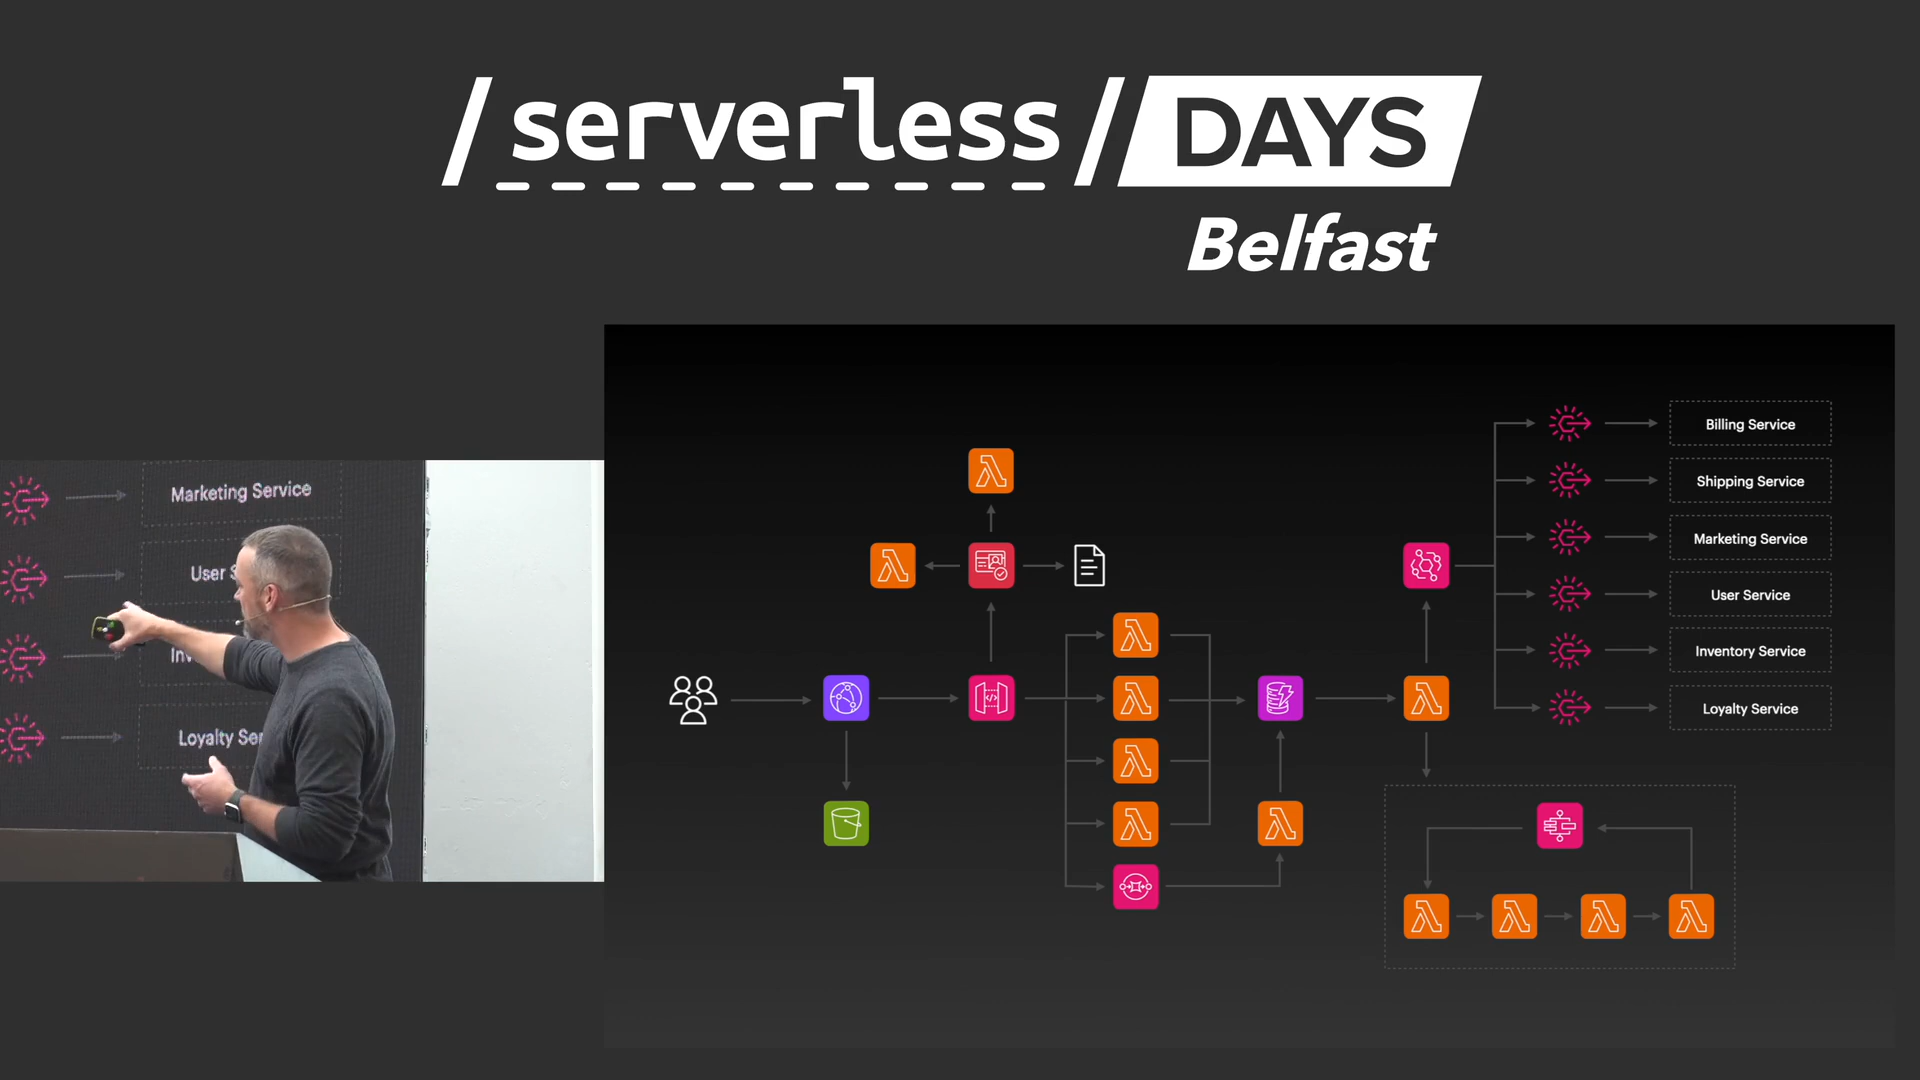 /serverless/DAYS
Belfast
Marketing Service
User S
Inv
Loyalty Ser
Billing Service
Shipping Service
Marketing Service
User Service
Inventory Service
Loyalty Service